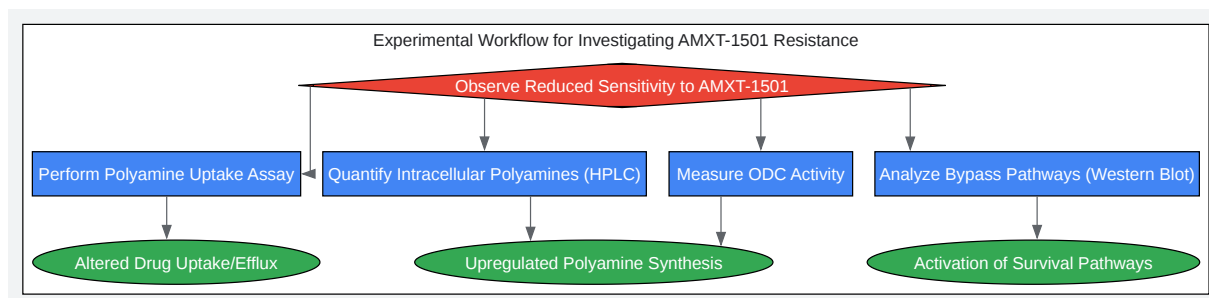 Experimental Workflow for Investigating AMXT-1501 Resistance
Observe Reduced Sensitivity to AMXT-1501
Perform Polyamine Uptake Assay
Quantify Intracellular Polyamines (HPLC)
Measure ODC Activity
Analyze Bypass Pathways (Western Blot)
Altered Drug Uptake/Efflux
Upregulated Polyamine Synthesis
Activation of Survival Pathways